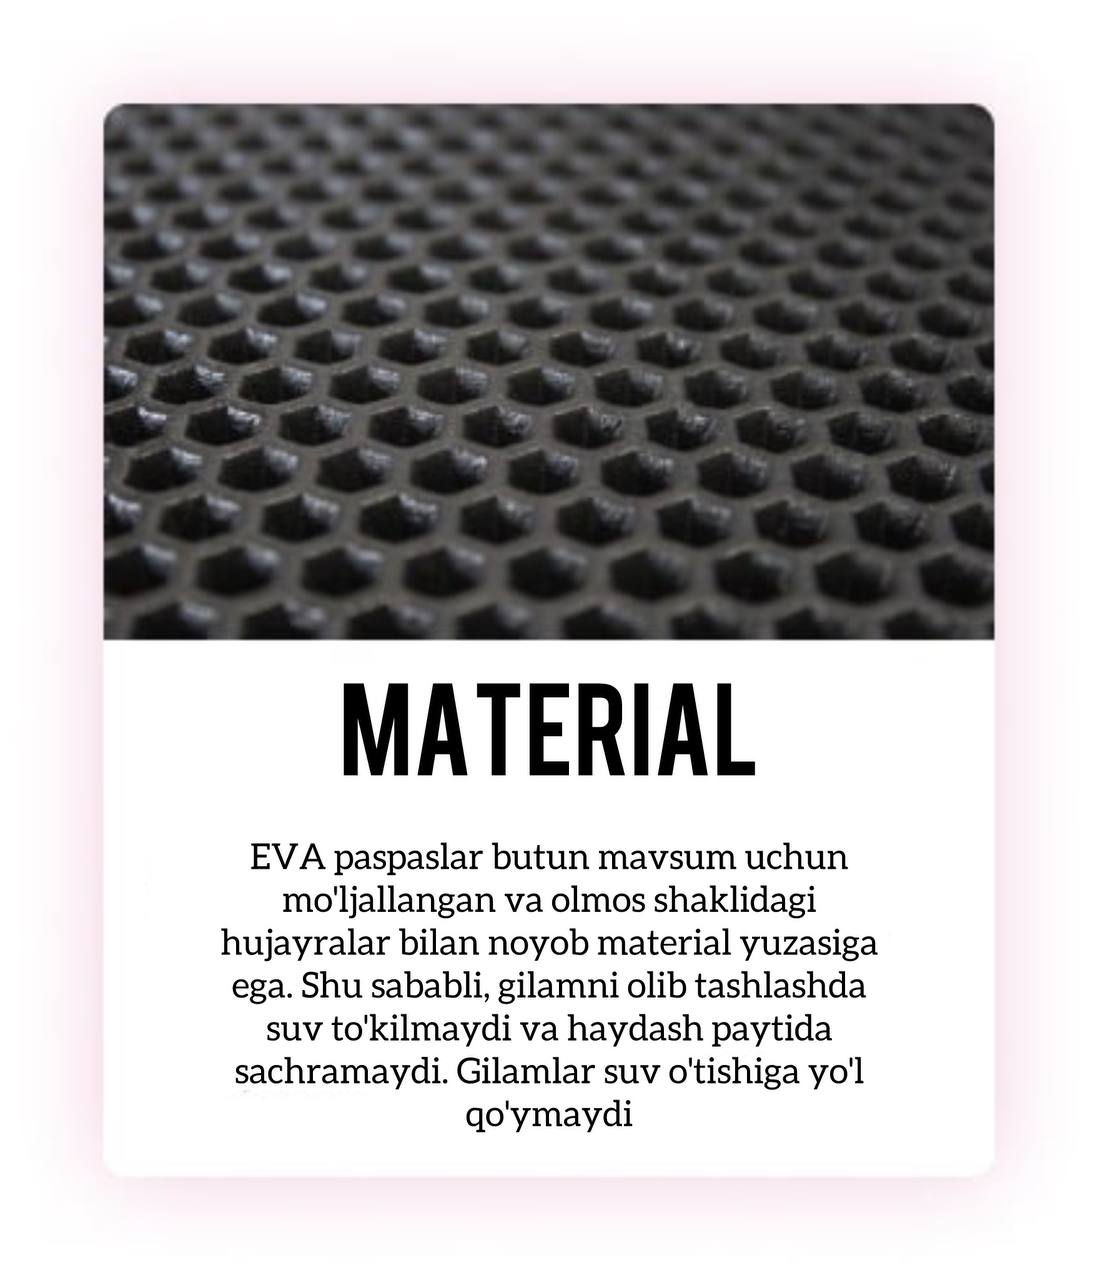 MATERIAL
EVA paspaslar butun mavsum uchun
mo'ljallangan va olmos shaklidagi
hujayralar bilan noyob material yuzasiga
ega. Shu sababli, gilamni olib tashlashda
suv to'kilmaydi va haydash paytida
sachramaydi. Gilamlar suv o'tishiga yo'l
qo'ymaydi